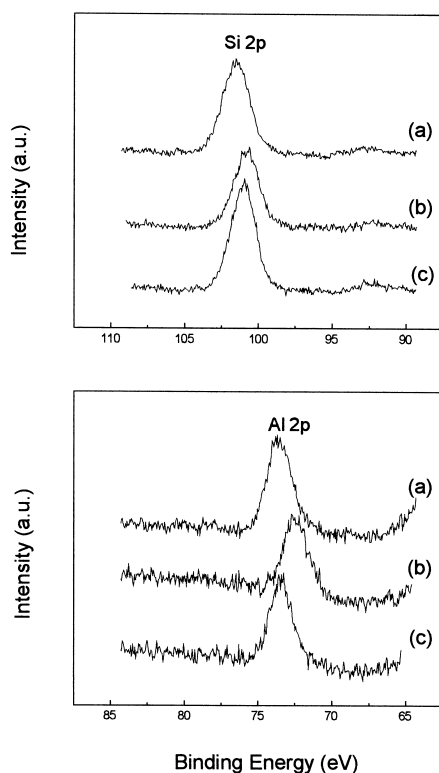 Si 2p
(a)
(b)
(c)
Intensity (a.u.)
110 105 100 95 90
Al 2p
(a)
(b)
(c)
Intensity (a.u.)
85 80 75 70 65
Binding Energy (eV)